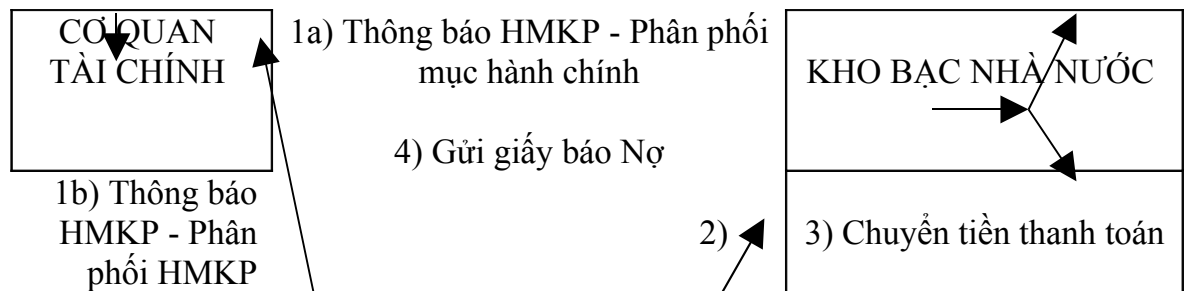 CƠ QUAN
TÀI CHÍNH
1a) Thông báo HMKP - Phân phối
mục hành chính
4) Gửi giấy báo Nợ
KHO BẠC NHÀ NƯỚC
1b) Thông báo
HMKP - Phân
phối HMKP
2)
3) Chuyển tiền thanh toán